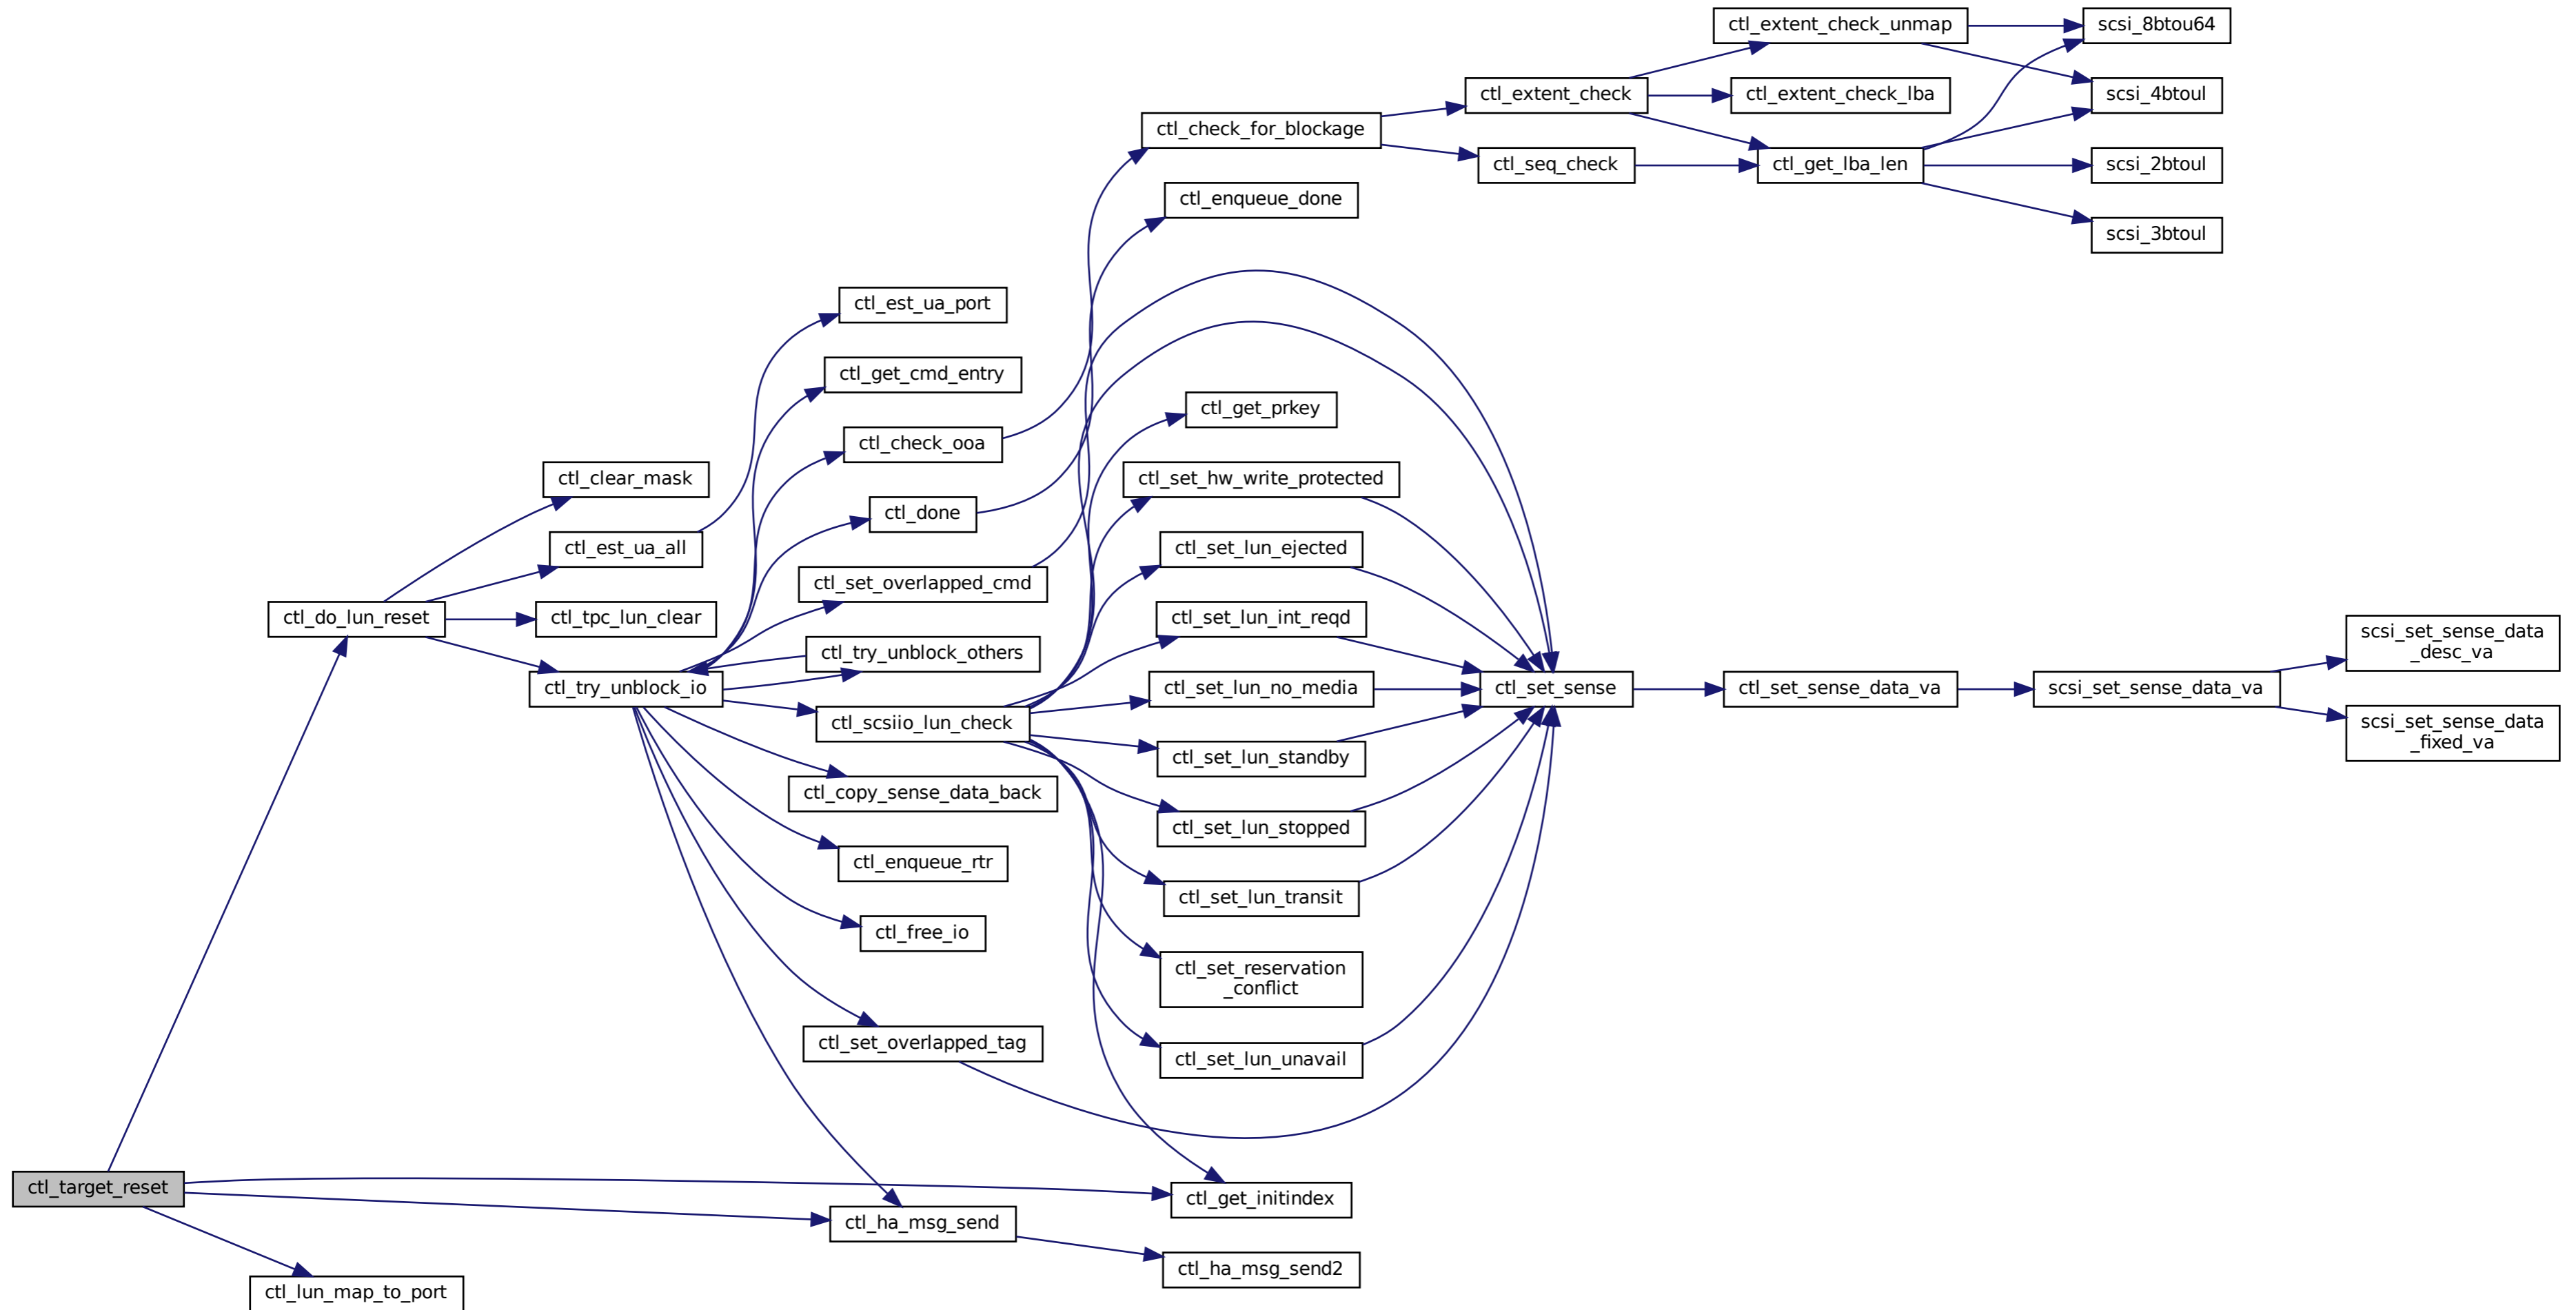 ctl_extent_check_unmap
scsi_8btou64
ctl_extent_check
ctl_extent_check_lba
scsi_4btoul
ctl_check_for_blockage
ctl_seq_check
ctl_get_lba_len
scsi_2btoul
ctl_enqueue_done
scsi_3btoul
ctl_est_ua_port
ctl_get_cmd_entry
ctl_get_prkey
ctl_check_ooa
ctl_clear_mask
ctl_set_hw_write_protected
ctl_done
ctl_est_ua_all
ctl_set_lun_ejected
ctl_set_overlapped_cmd
ctl_do_lun_reset
ctl_tpc_lun_clear
ctl_set_lun_int_reqd
scsi_set_sense_data
_desc_va
ctl_try_unblock_others
ctl_try_unblock_io
ctl_set_lun_no_media
ctl_set_sense
ctl_set_sense_data_va
scsi_set_sense_data_va
ctl_scsiio_lun_check
scsi_set_sense_data
_fixed_va
ctl_set_lun_standby
ctl_copy_sense_data_back
ctl_set_lun_stopped
ctl_enqueue_rtr
ctl_set_lun_transit
ctl_free_io
ctl_set_reservation
_conflict
ctl_set_overlapped_tag
ctl_set_lun_unavail
ctl_target_reset
ctl_get_initindex
ctl_ha_msg_send
ctl_ha_msg_send2
ctl_lun_map_to_port